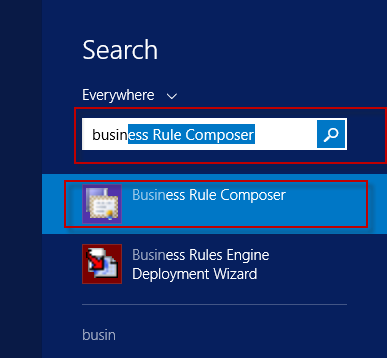 Search
Everywhere
business Rule Composer
Business Rule Composer
Business Rules Engine
Deployment Wizard
busin